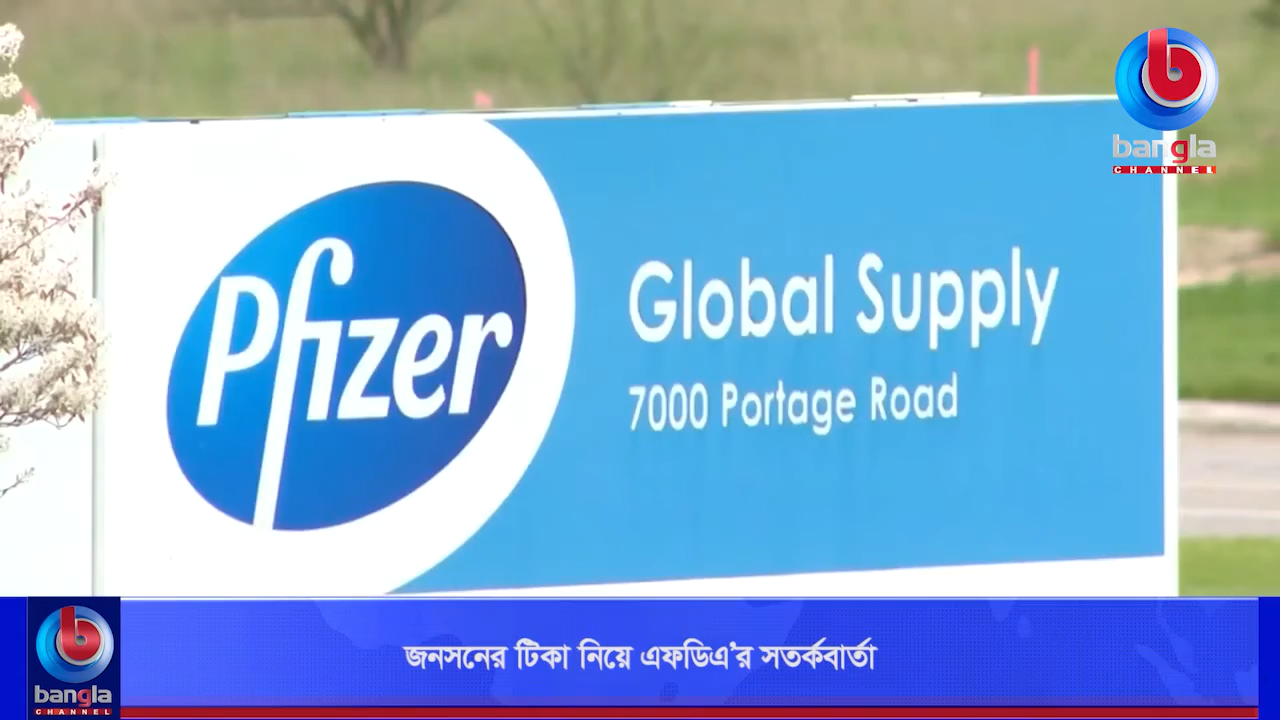 bangla
CHANNEL
Pfizer
Global Supply
7000 Portage Road
bangla
CHANNEL
জনসনের টিকা নিয়ে এফডিএ'র সতর্কবার্তা